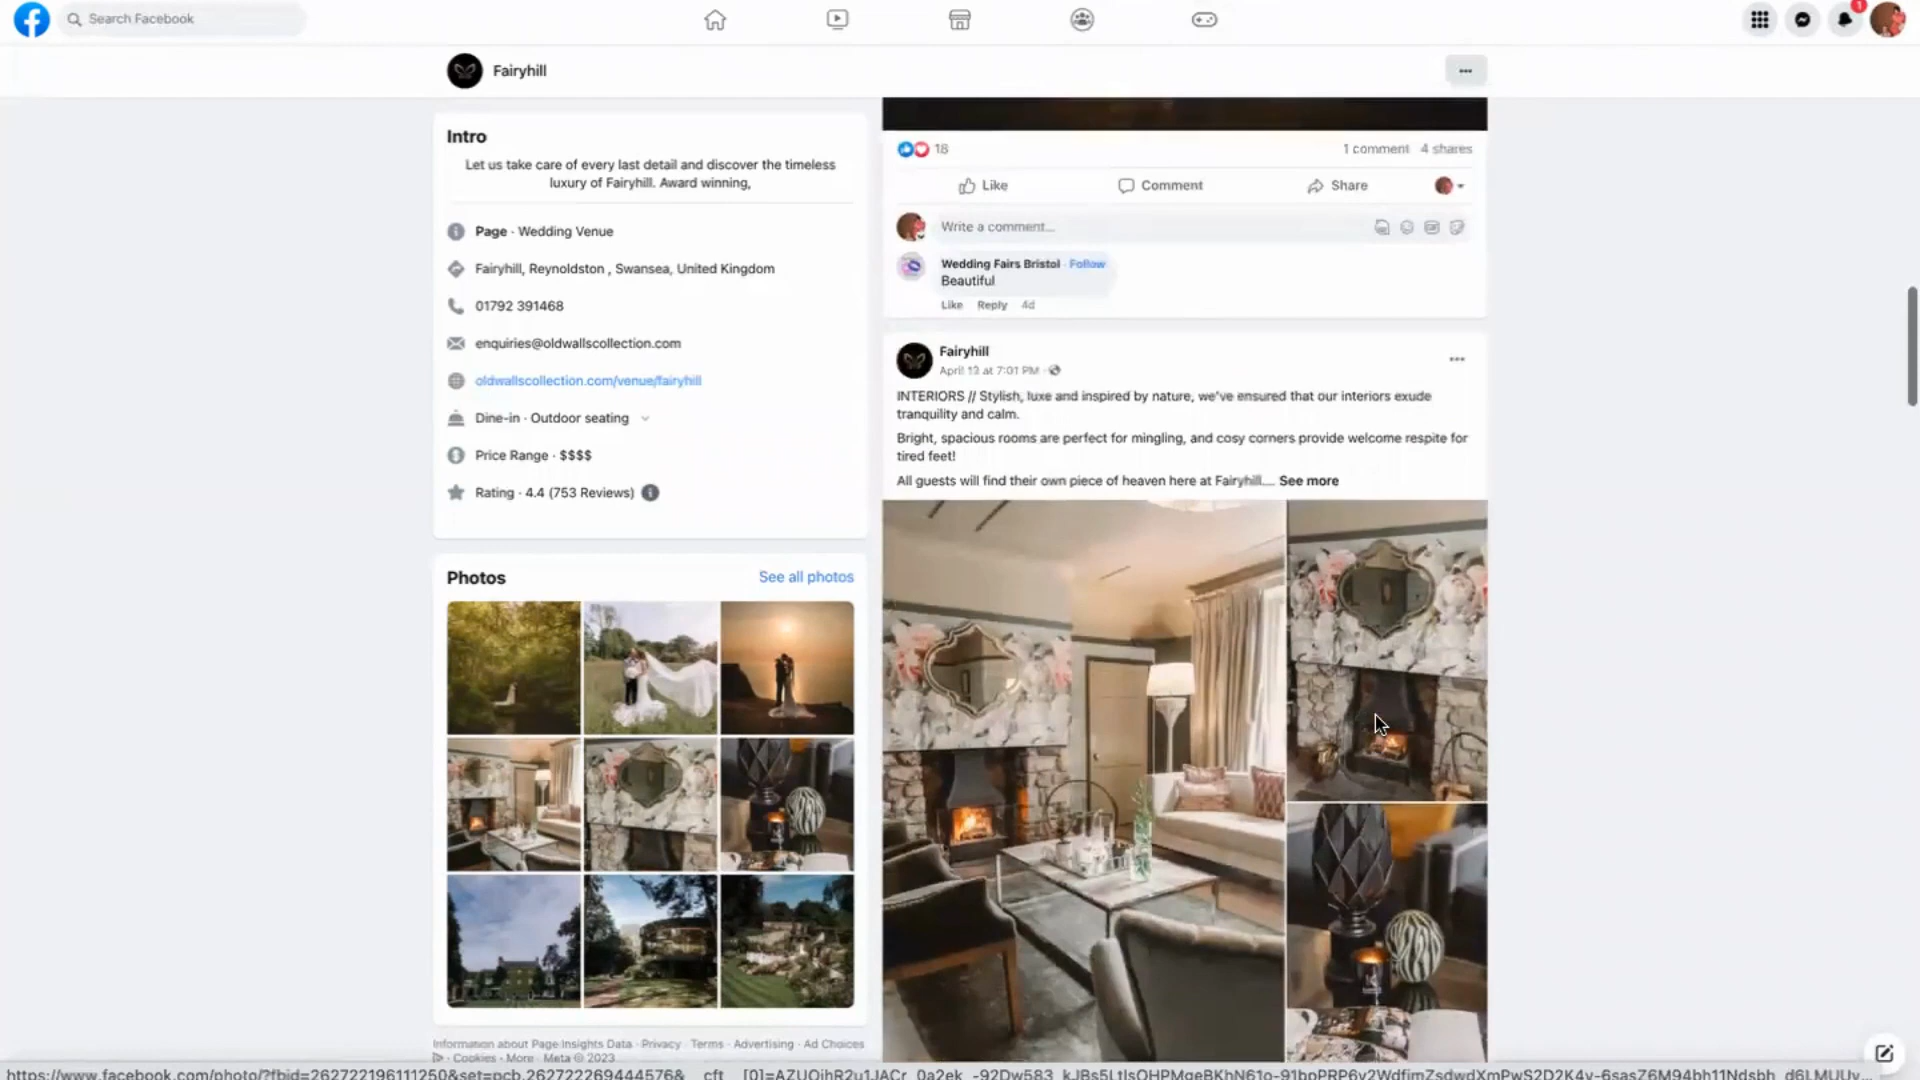 Search Facebook
1
Fairyhill
Intro
Let us take care of every last detail and discover the timeless
luxury of Fairyhill. Award winning,
Page · Wedding Venue
Fairyhill, Reynoldston , Swansea, United Kingdom
01792 391468
enquiries@oldwallscollection.com
oldwallscollection.com/venue/fairyhill
Dine-in · Outdoor seating
Price Range · $$$$
Rating · 4.4 (753 Reviews)
Photos
See all photos
Information about Page Insights Data · Privacy · Terms · Advertising · Ad Choices
· Cookies · More · Meta © 2023
18
1 comment 4 shares
Like Comment Share
Write a comment...
Wedding Fairs Bristol · Follow
Beautiful
Like Reply 4d
Fairyhill
April 13 at 7:01 PM ·
INTERIORS // Stylish, luxe and inspired by nature, we've ensured that our interiors exude
tranquility and calm.
Bright, spacious rooms are perfect for mingling, and cosy corners provide welcome respite for
tired feet!
All guests will find their own piece of heaven here at Fairyhill.... See more